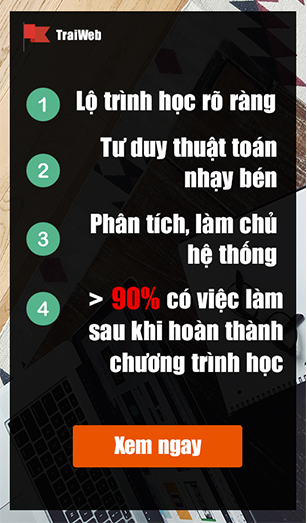 TraiWeb
1 Lộ trình học rõ ràng
2 Tư duy thuật toán
nhạy bén
3 Phân tích, làm chủ
hệ thống
4 > 90% có việc làm
sau khi hoàn thành
chương trình học
Xem ngay